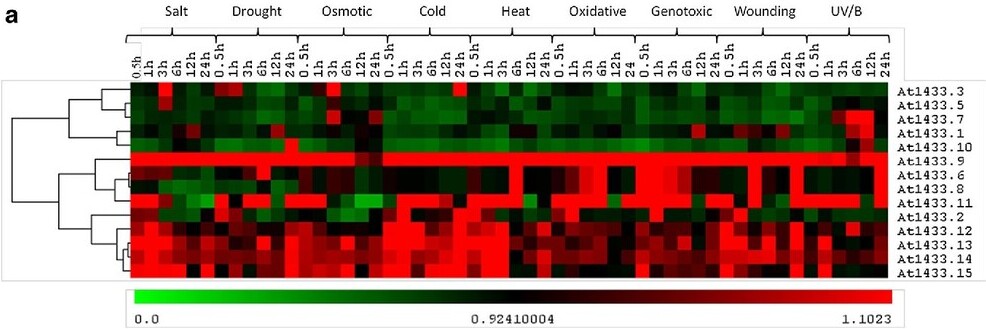 a
Salt Drought Osmotic Cold Heat Oxidative Genotoxic Wounding UV/B
0.5h 1h 3h 6h 12h 24h 0.5h 1h 3h 6h 12h 24h 0.5h 1h 3h 6h 12h 24h 0.5h 1h 3h 6h 12h 24h 0.5h 1h 3h 6h 12h 24h 0.5h 1h 3h 6h 12h 24 0.5h 1h 3h 6h 12h 24h 0.5h 1h 3h 6h 12h 24h 0.5h 1h 3h 6h 12h 24h
At1433.3
At1433.5
At1433.7
At1433.1
At1433.10
At1433.9
At1433.6
At1433.8
At1433.11
At1433.2
At1433.12
At1433.13
At1433.14
At1433.15
0.0 0.92410004 1.1023